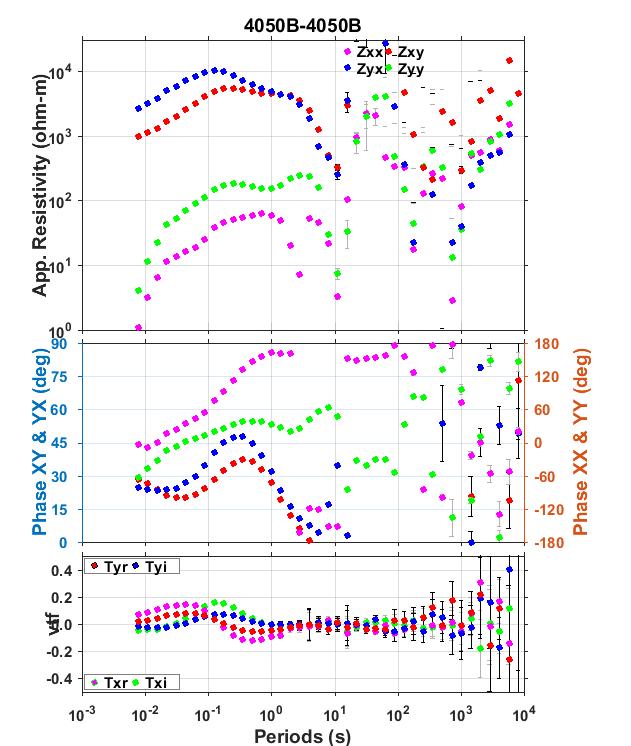 4050B-4050B
Zxx Zxy
Zyx Zyy
App. Resistivity (ohm-m)
10^4
10^3
10^2
10^1
10^0
Phase XY & YX (deg)
90
75
60
45
30
15
0
Phase XX & YY (deg)
180
120
60
0
-60
-120
-180
vtf
0.4
0.2
0.0
-0.2
-0.4
Tyr Tyi
Txr Txi
10^-3 10^-2 10^-1 10^0 10^1 10^2 10^3 10^4
Periods (s)